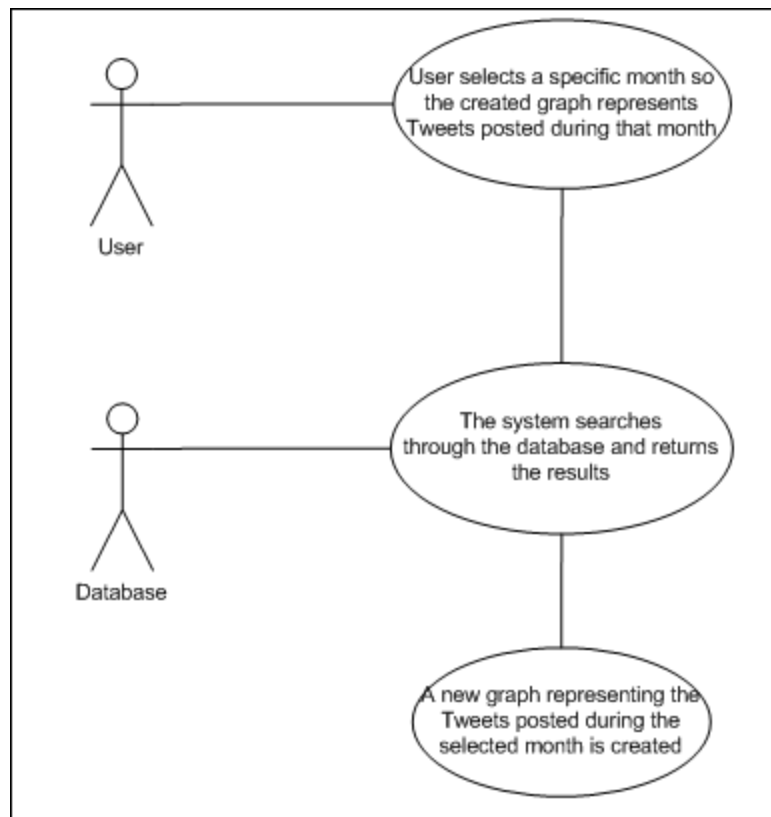 User selects a specific month so
the created graph represents
Tweets posted during that month
User
The system searches
through the database and returns
the results
Database
A new graph representing the
Tweets posted during the
selected month is created